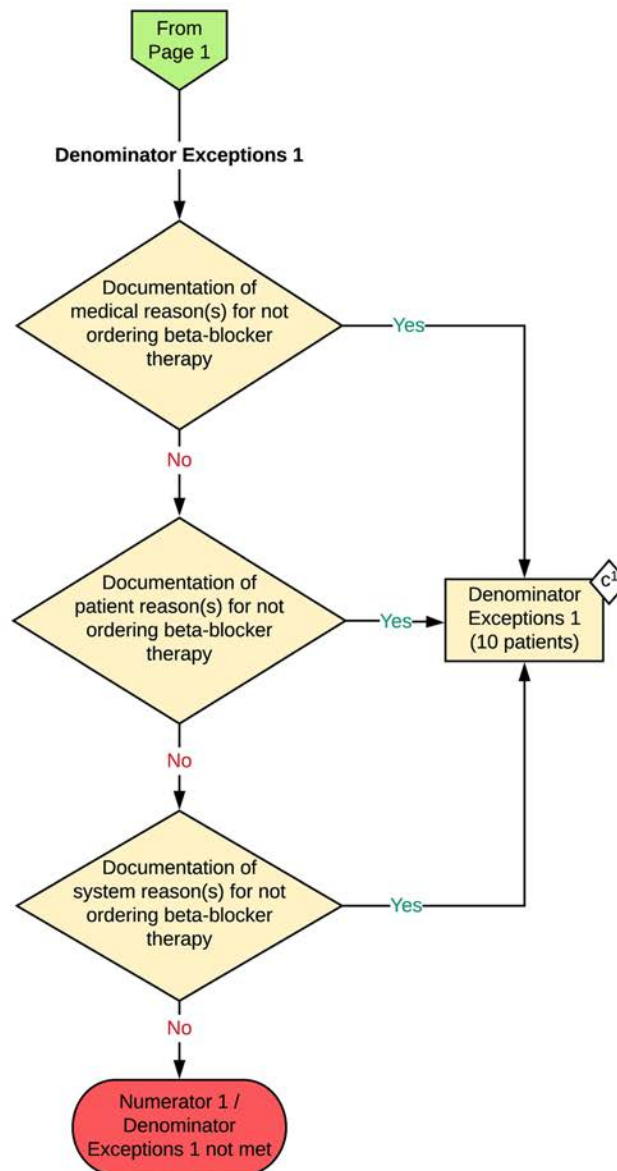 From
Page 1
Denominator Exceptions 1
Documentation of
medical reason(s) for not
ordering beta-blocker
therapy
Yes
No
Documentation of
patient reason(s) for not
ordering beta-blocker
therapy
Yes
c¹
Denominator
Exceptions 1
(10 patients)
No
Documentation of
system reason(s) for not
ordering beta-blocker
therapy
Yes
No
Numerator 1 /
Denominator
Exceptions 1 not met